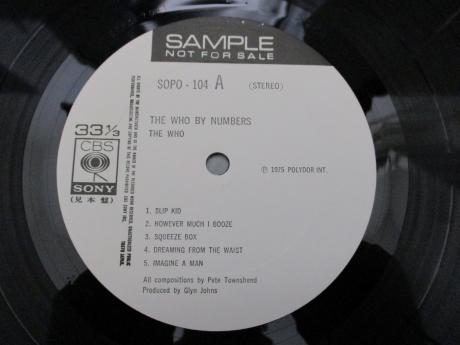 SAMPLE
NOT FOR SALE
SOPO-104 A (STEREO)
THE WHO BY NUMBERS
THE WHO
33 1/3
CBS
SONY
(見本盤)
℗ 1975 POLYDOR INT.
1. SLIP KID
2. HOWEVER MUCH I BOOZE
3. SQUEEZE BOX
4. DREAMING FROM THE WAIST
5. IMAGINE A MAN
All compositions by Pete Townshend
Produced by Glyn Johns